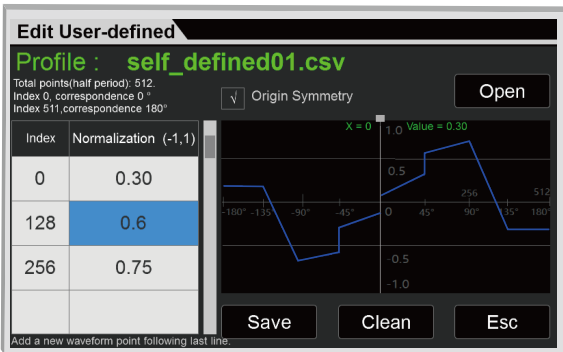 Edit User-defined
Profile : self_defined01.csv
Total points(half period): 512.
Index 0, correspondence 0 °
Index 511,correspondence 180°
√ Origin Symmetry
Open
Index Normalization (-1,1)
0 0.30
128 0.6
256 0.75
X = 0 1.0 Value = 0.30
0.5
256 512
-180° -135 -90° -45° 0 45° 90° 135° 180°
-0.5
-1.0
Save Clean Esc
Add a new waveform point following last line.